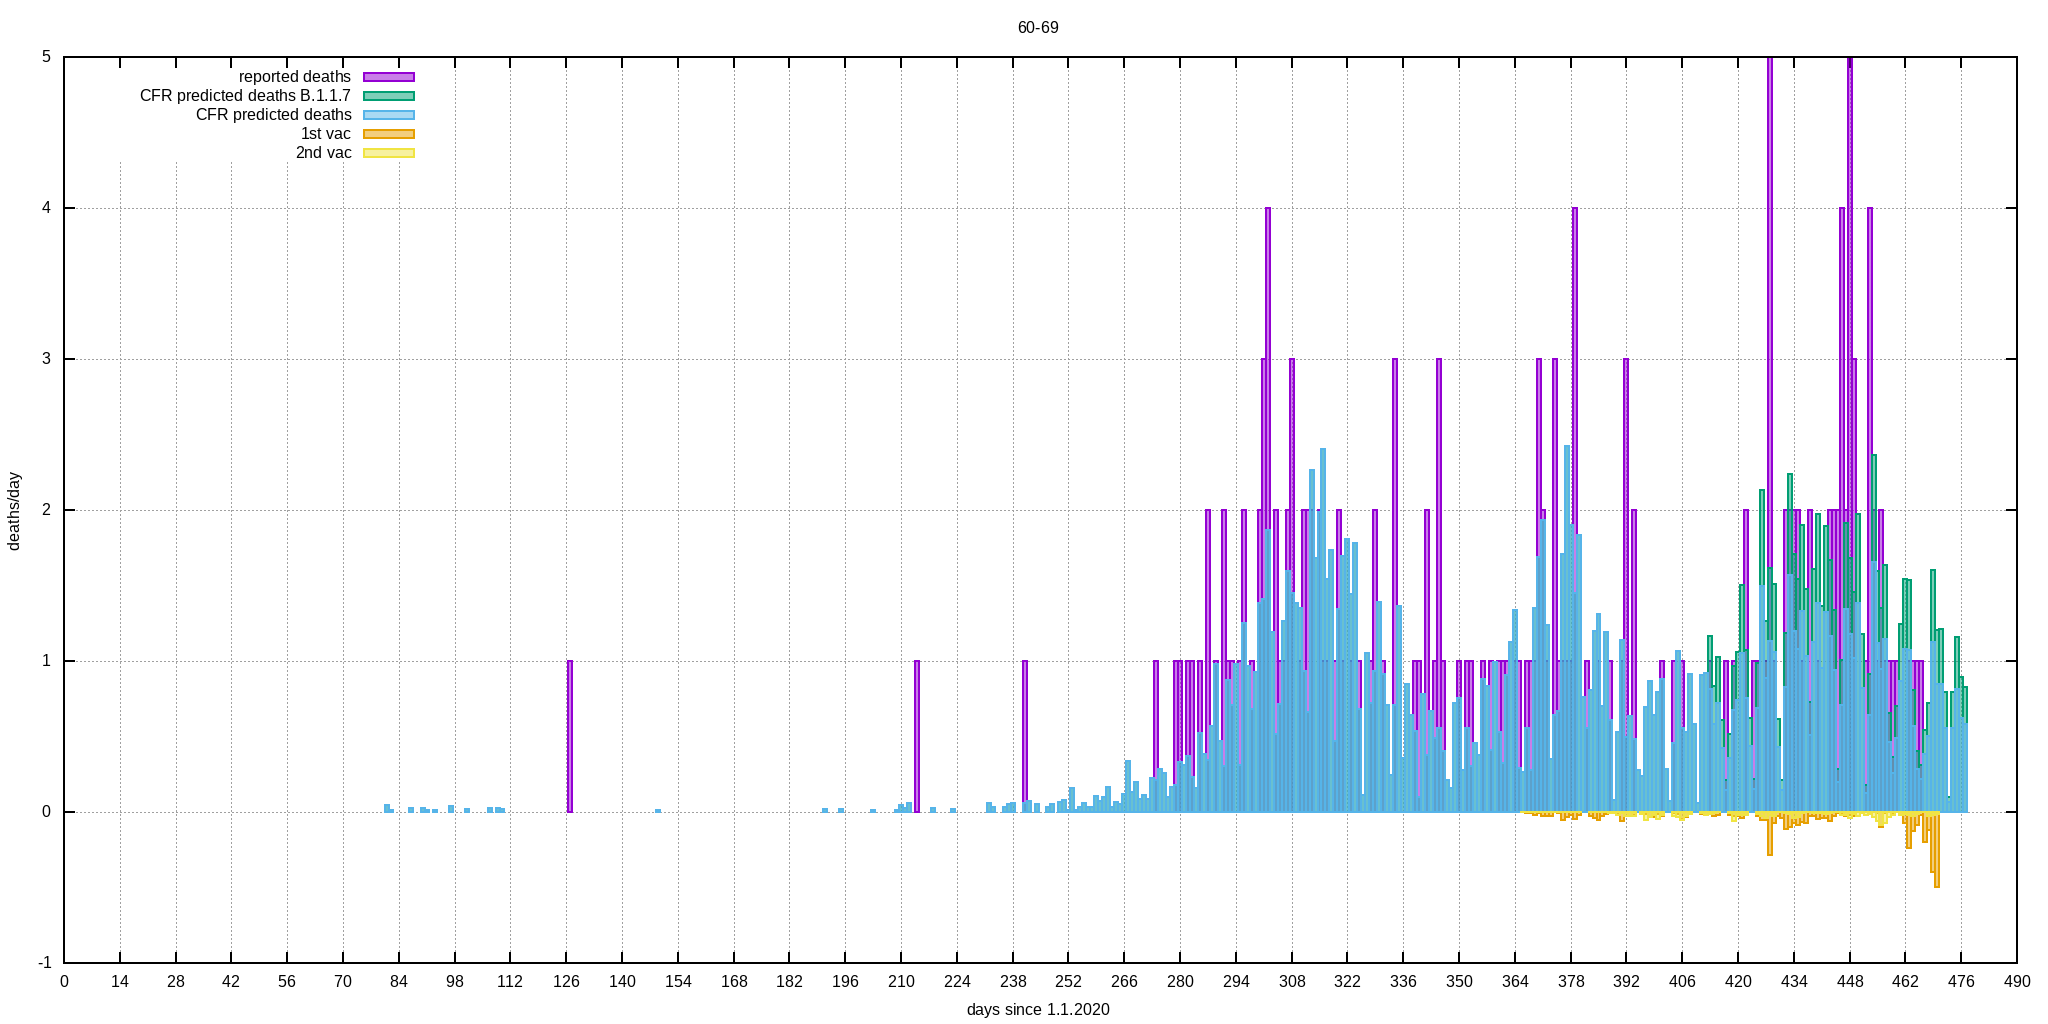 60-69
reported deaths
CFR predicted deaths B.1.1.7
CFR predicted deaths
1st vac
2nd vac
5
4
3
2
1
0
-1
deaths/day
0 14 28 42 56 70 84 98 112 126 140 154 168 182 196 210 224 238 252 266 280 294 308 322 336 350 364 378 392 406 420 434 448 462 476 490
days since 1.1.2020